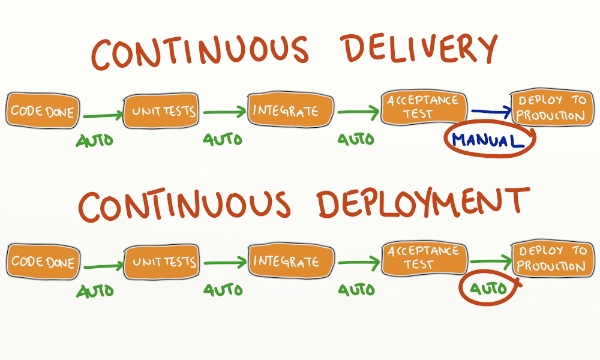 CONTINUOUS DELIVERY
CODE DONE
UNIT TESTS
INTEGRATE
ACCEPTANCE
TEST
DEPLOY TO
PRODUCTION
AUTO
AUTO
AUTO
MANUAL
CONTINUOUS DEPLOYMENT
CODE DONE
UNIT TESTS
INTEGRATE
ACCEPTANCE
TEST
DEPLOY TO
PRODUCTION
AUTO
AUTO
AUTO
AUTO